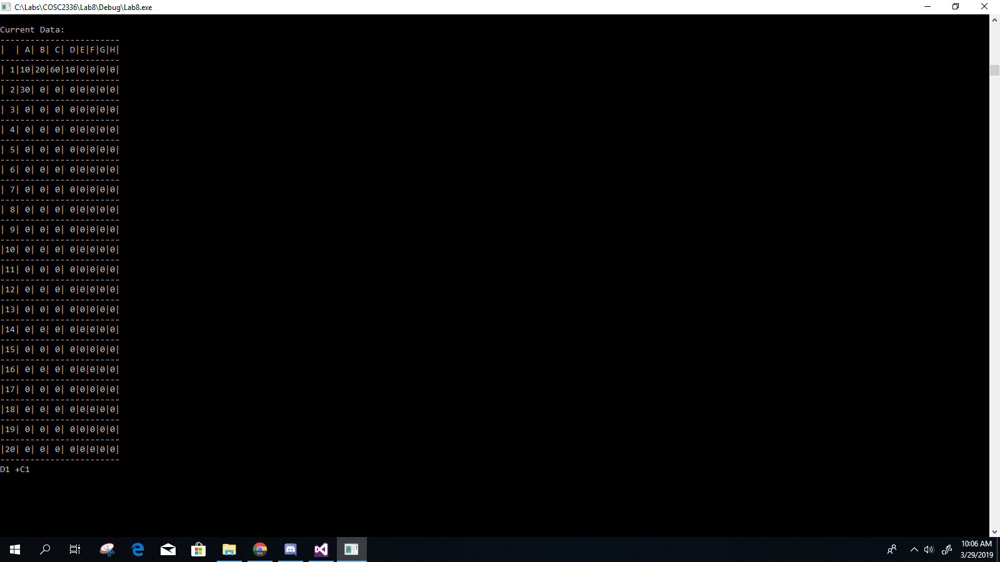 C:\Labs\COSC2336\Lab8\Debug\Lab8.exe
Current Data:
------------------------
|  | A| B| C| D|E|F|G|H|
------------------------
| 1|10|20|60|10|0|0|0|0|
------------------------
| 2|30| 0| 0| 0|0|0|0|0|
------------------------
| 3| 0| 0| 0| 0|0|0|0|0|
------------------------
| 4| 0| 0| 0| 0|0|0|0|0|
------------------------
| 5| 0| 0| 0| 0|0|0|0|0|
------------------------
| 6| 0| 0| 0| 0|0|0|0|0|
------------------------
| 7| 0| 0| 0| 0|0|0|0|0|
------------------------
| 8| 0| 0| 0| 0|0|0|0|0|
------------------------
| 9| 0| 0| 0| 0|0|0|0|0|
------------------------
|10| 0| 0| 0| 0|0|0|0|0|
------------------------
|11| 0| 0| 0| 0|0|0|0|0|
------------------------
|12| 0| 0| 0| 0|0|0|0|0|
------------------------
|13| 0| 0| 0| 0|0|0|0|0|
------------------------
|14| 0| 0| 0| 0|0|0|0|0|
------------------------
|15| 0| 0| 0| 0|0|0|0|0|
------------------------
|16| 0| 0| 0| 0|0|0|0|0|
------------------------
|17| 0| 0| 0| 0|0|0|0|0|
------------------------
|18| 0| 0| 0| 0|0|0|0|0|
------------------------
|19| 0| 0| 0| 0|0|0|0|0|
------------------------
|20| 0| 0| 0| 0|0|0|0|0|
------------------------
D1 +C1
10:06 AM
3/29/2019